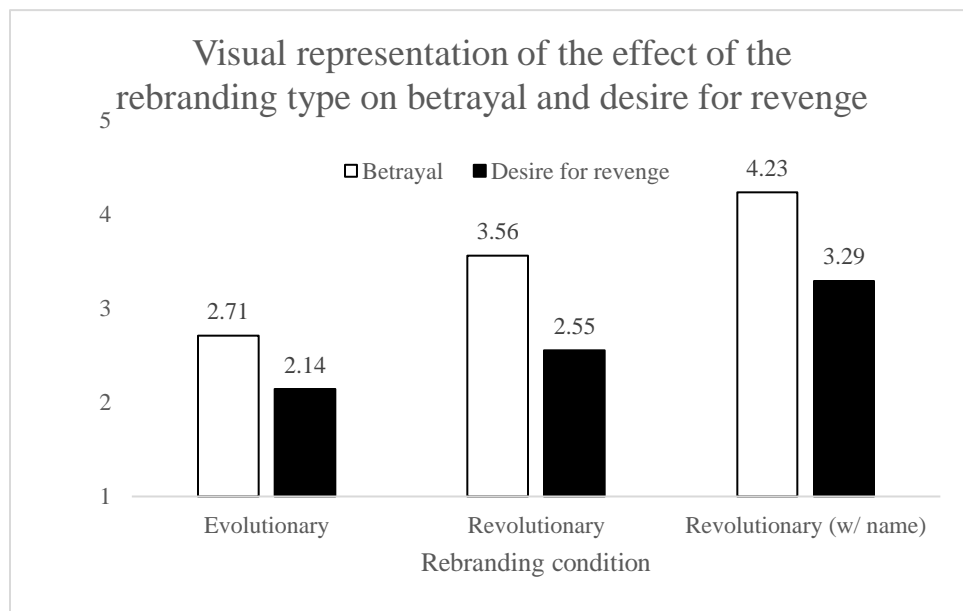 Visual representation of the effect of the
rebranding type on betrayal and desire for revenge
5
Betrayal Desire for revenge
4.23
4
3.56
3.29
3
2.71
2.55
2.14
2
1
Evolutionary Revolutionary Revolutionary (w/ name)
Rebranding condition